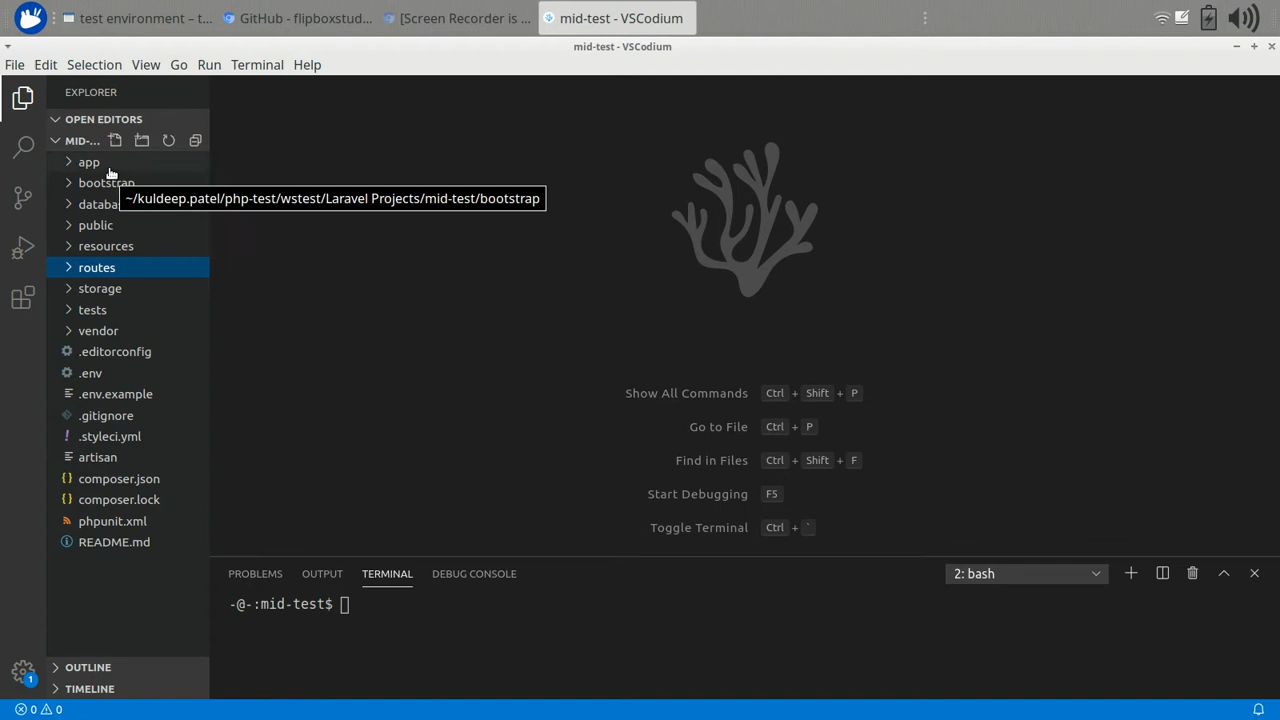 test environment – t...
GitHub - flipboxstud...
[Screen Recorder is ...
mid-test - VSCodium
mid-test - VSCodium
File Edit Selection View Go Run Terminal Help
EXPLORER
OPEN EDITORS
MID-...
app
bootstrap
~/kuldeep.patel/php-test/wstest/Laravel Projects/mid-test/bootstrap
databa
public
resources
routes
storage
tests
vendor
.editorconfig
.env
.env.example
.gitignore
.styleci.yml
artisan
composer.json
composer.lock
phpunit.xml
README.md
Show All Commands Ctrl + Shift + P
Go to File Ctrl + P
Find in Files Ctrl + Shift + F
Start Debugging F5
Toggle Terminal Ctrl + `
PROBLEMS OUTPUT TERMINAL DEBUG CONSOLE
2: bash
-@-:mid-test$
OUTLINE
TIMELINE
1
0 0